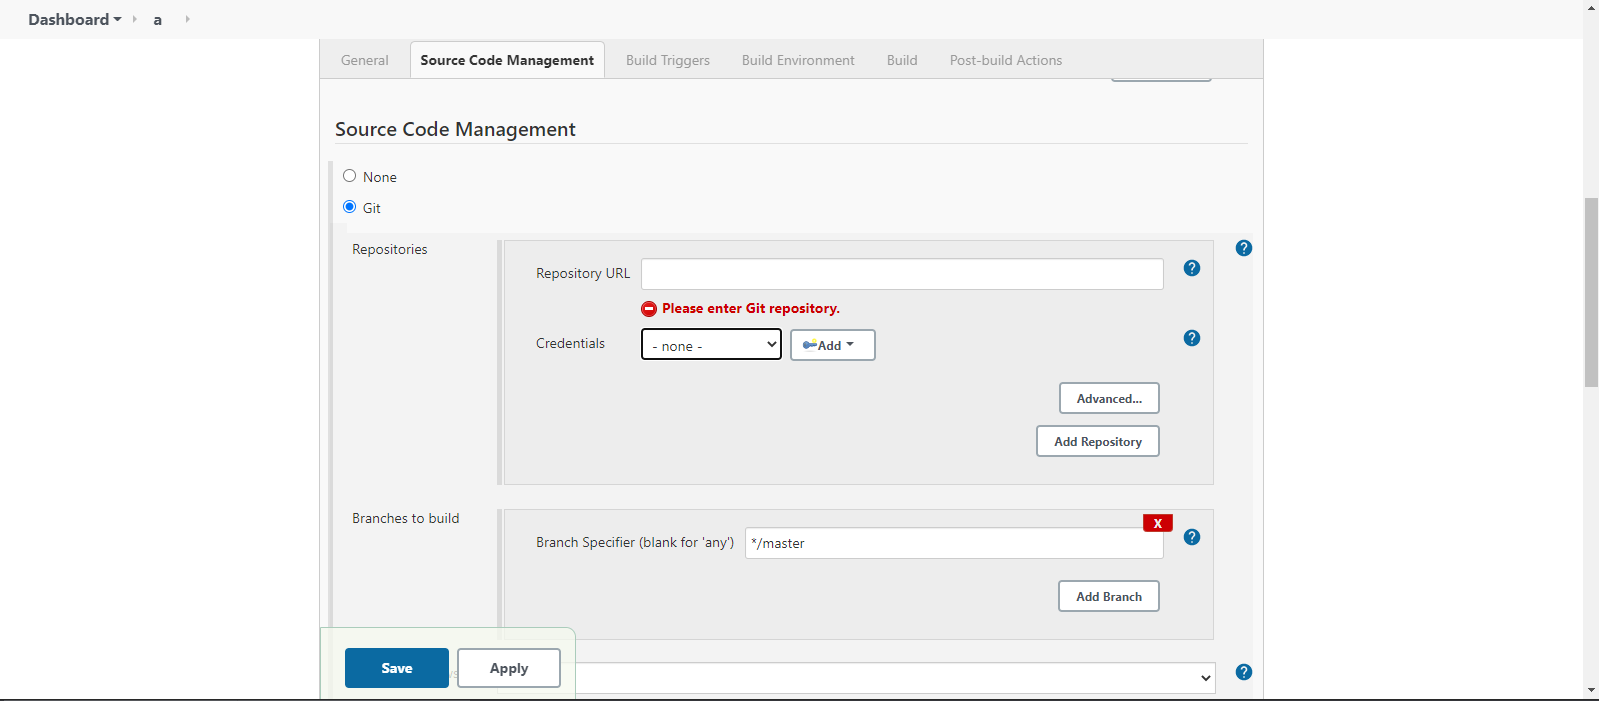 Dashboard a
General Source Code Management Build Triggers Build Environment Build Post-build Actions
Source Code Management
None
Git
Repositories
Repository URL
Please enter Git repository.
Credentials - none - Add
Advanced...
Add Repository
Branches to build
X
Branch Specifier (blank for 'any') */master
Add Branch
Save Apply